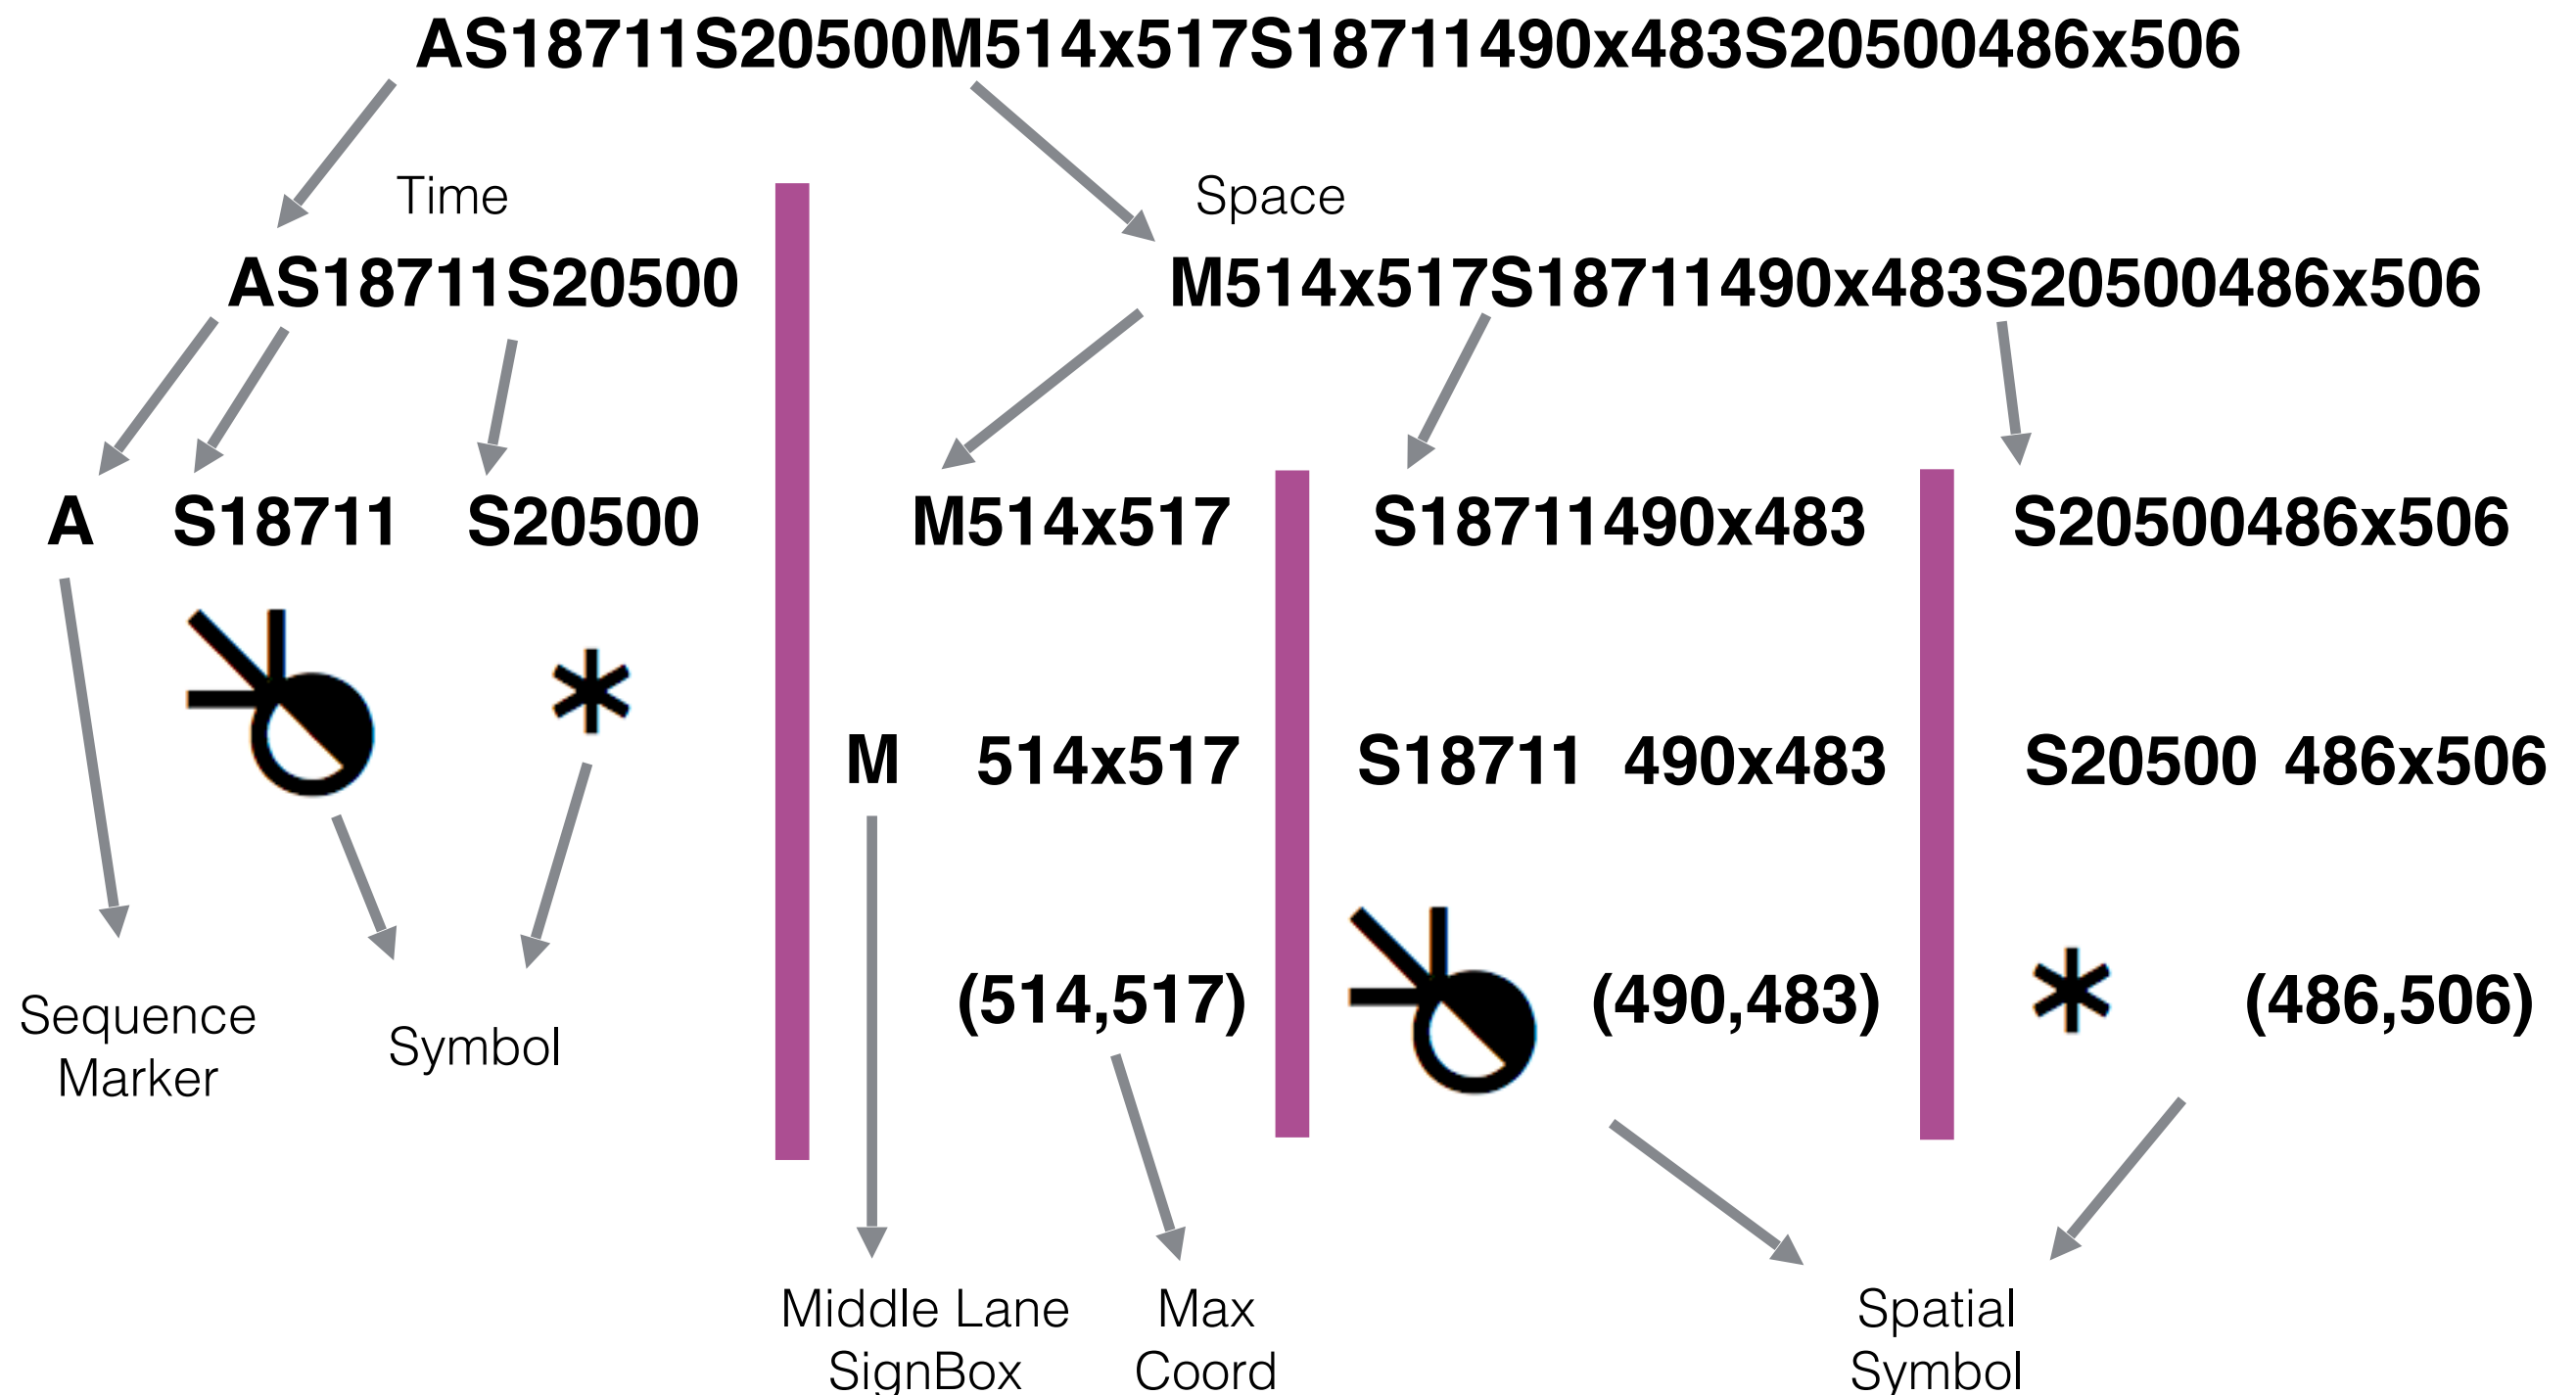 AS18711S20500M514x517S18711490x483S20500486x506
Time
Space
AS18711S20500
M514x517S18711490x483S20500486x506
A S18711 S20500
M514x517
S18711490x483
S20500486x506
M 514x517
S18711 490x483
S20500 486x506
(514,517)
(490,483)
(486,506)
Sequence
Marker
Symbol
Middle Lane
SignBox
Max
Coord
Spatial
Symbol